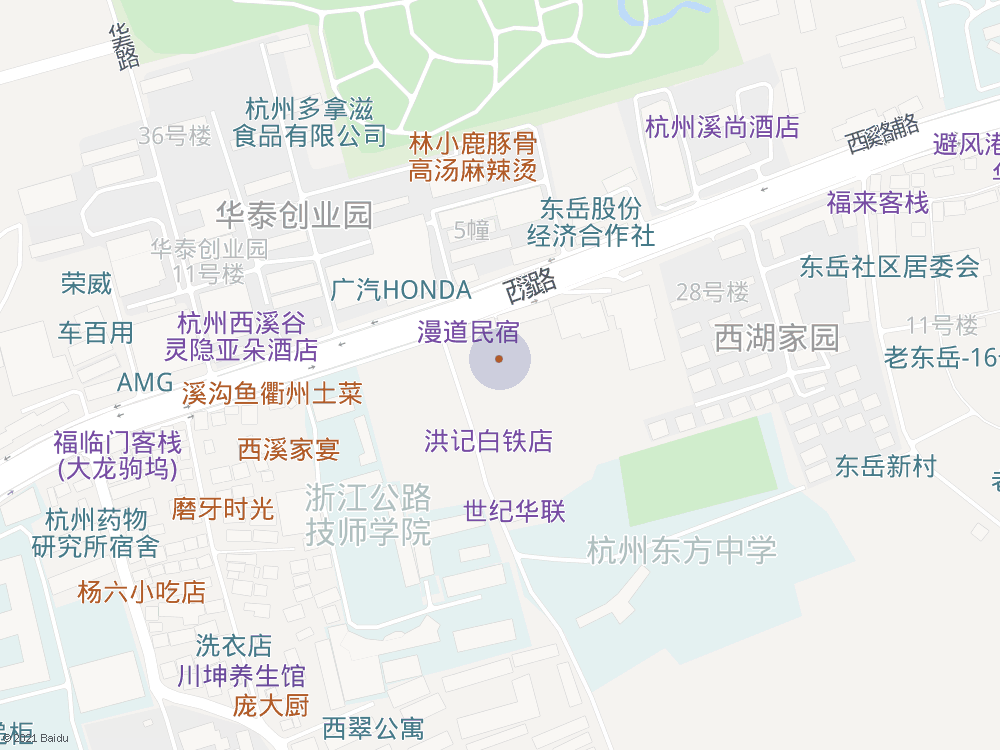 华泰路
杭州多拿滋
食品有限公司
36号楼
林小鹿豚骨
高汤麻辣烫
杭州溪尚酒店
西溪路辅路
避风港
华泰创业园
5幢
东岳股份
经济合作社
福来客栈
华泰创业园
11号楼
东岳社区居委会
荣威
广汽HONDA
西溪路
28号楼
车百用
杭州西溪谷
灵隐亚朵酒店
漫道民宿
西湖家园
11号楼
老东岳-16
AMG
溪沟鱼衢州土菜
福临门客栈
(大龙驹坞)
西溪家宴
洪记白铁店
东岳新村
磨牙时光
浙江公路
技师学院
世纪华联
杭州药物
研究所宿舍
杭州东方中学
杨六小吃店
洗衣店
川坤养生馆
庞大厨
西翠公寓
柜
© 2021 Baidu